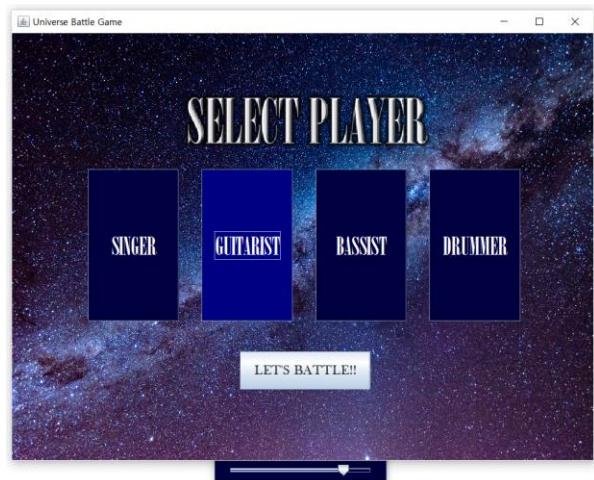 Universe Battle Game
SELECT PLAYER
SINGER
GUITARIST
BASSIST
DRUMMER
LET'S BATTLE!!